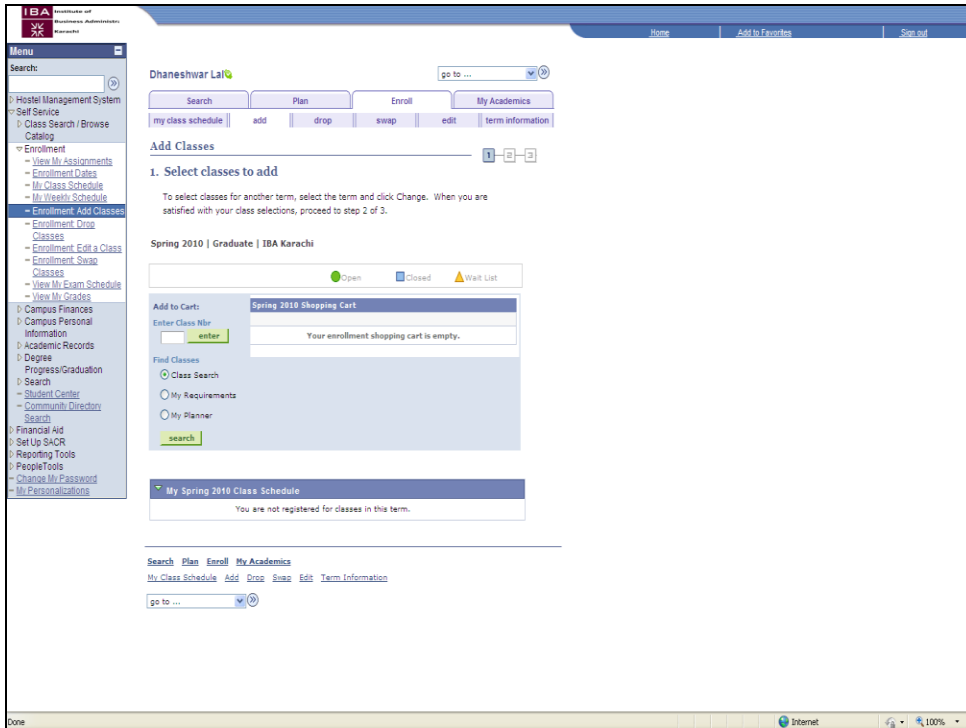 IBA Institute of
Business Administr
Karachi
Home Add to Favorites Sign out
Menu
Search:
Hostel Management System
Self Service
Class Search / Browse
Catalog
Enrollment
View My Assignments
Enrollment Dates
My Class Schedule
My Weekly Schedule
Enrollment: Add Classes
Enrollment: Drop
Classes
Enrollment: Edit a Class
Enrollment: Swap
Classes
View My Exam Schedule
View My Grades
Campus Finances
Campus Personal
Information
Academic Records
Degree
Progress/Graduation
Search
Student Center
Community Directory
Search
Financial Aid
Set Up SACR
Reporting Tools
PeopleTools
Change My Password
My Personalizations
Dhaneshwar Lal
go to ...
Search Plan Enroll My Academics
my class schedule add drop swap edit term information
Add Classes
1 2 3
1. Select classes to add
To select classes for another term, select the term and click Change. When you are
satisfied with your class selections, proceed to step 2 of 3.
Spring 2010 | Graduate | IBA Karachi
Open Closed Wait List
Add to Cart:
Enter Class Nbr
enter
Find Classes
Class Search
My Requirements
My Planner
search
Spring 2010 Shopping Cart
Your enrollment shopping cart is empty.
My Spring 2010 Class Schedule
You are not registered for classes in this term.
Search Plan Enroll My Academics
My Class Schedule Add Drop Swap Edit Term Information
go to ...
Done Internet 100%